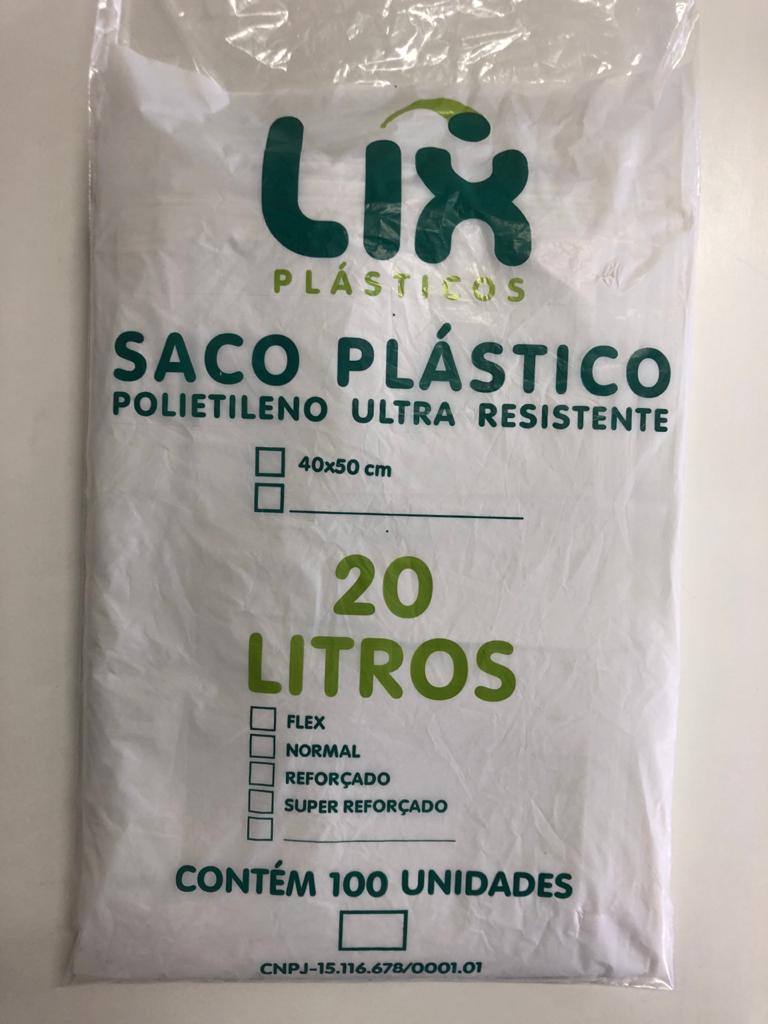 LIX
PLÁSTICOS
SACO PLÁSTICO
POLIETILENO ULTRA RESISTENTE
40x50 cm
20
LITROS
FLEX
NORMAL
REFORÇADO
SUPER REFORÇADO
CONTÉM 100 UNIDADES
CNPJ-15.116.678/0001.01